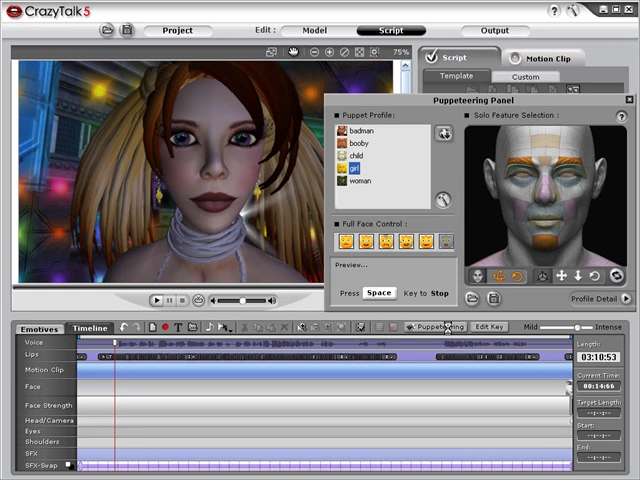 CrazyTalk 5
Project
Edit :
Model
Script
Output
75%
Script
Motion Clip
Template
Custom
Puppeteering Panel
Puppet Profile:
Solo Feature Selection :
badman
booby
child
girl
woman
Full Face Control :
Preview...
Press Space Key to Stop
Profile Detail
Emotives
Timeline
Puppeteering
Edit Key
Mild
Intense
Voice
Lips
Motion Clip
Face
Face Strength
Head/Camera
Eyes
Shoulders
SFX
SFX-Swap
Length:
03:10:53
Current Time:
00:14:66
Target Length:
--:--:--
Start:
--:--:--
End:
--:--:--